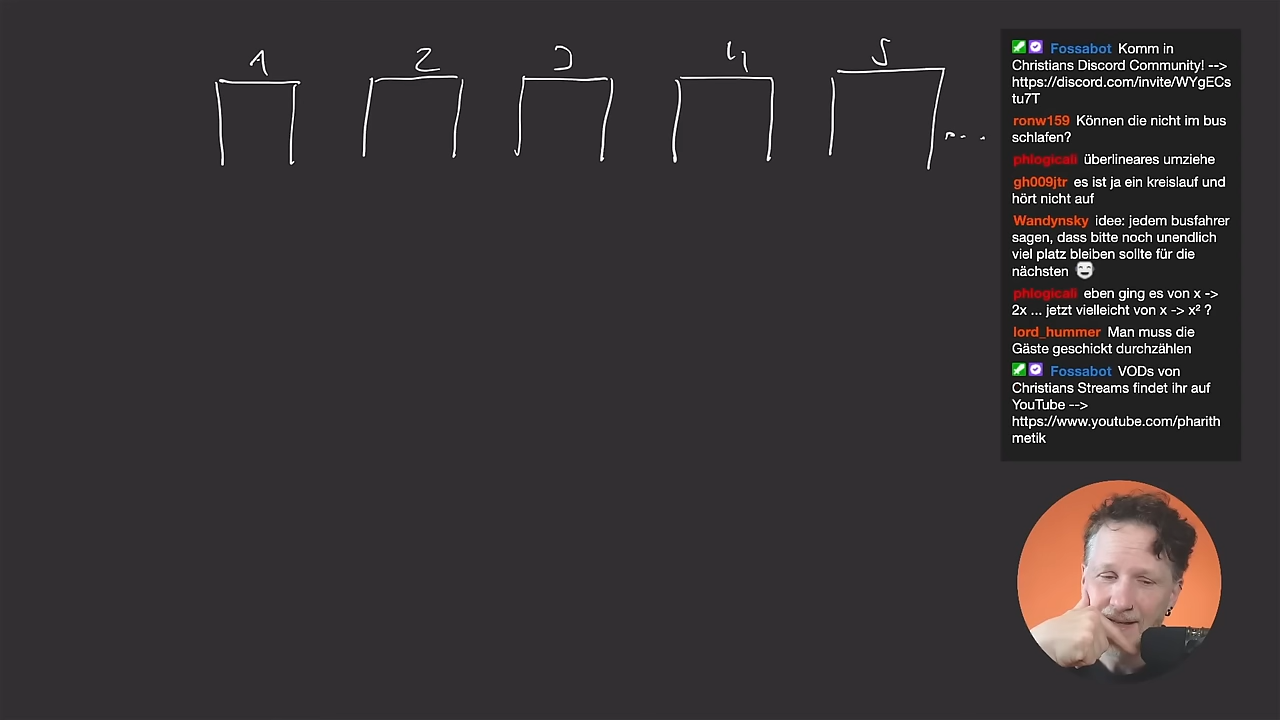 1 2 3 4 5
...
Fossabot Komm in
Christians Discord Community! -->
https://discord.com/invite/WYgECs
tu7T
ronw159 Können die nicht im bus
schlafen?
phlogicali überlineares umziehe
gh009jtr es ist ja ein kreislauf und
hört nicht auf
Wandynsky idee: jedem busfahrer
sagen, dass bitte noch unendlich
viel platz bleiben sollte für die
nächsten
phlogicali eben ging es von x ->
2x ... jetzt vielleicht von x -> x² ?
lord_hummer Man muss die
Gäste geschickt durchzählen
Fossabot VODs von
Christians Streams findet ihr auf
YouTube -->
https://www.youtube.com/pharith
metik